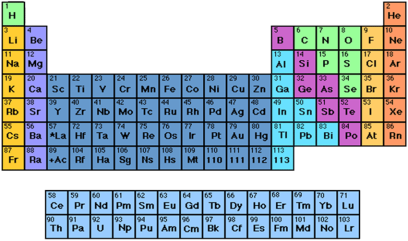 1 2
H He
3 4 5 6 7 8 9 10
Li Be B C N O F Ne
11 12 13 14 15 16 17 18
Na Mg Al Si P S Cl Ar
19 20 21 22 23 24 25 26 27 28 29 30 31 32 33 34 35 36
K Ca Sc Ti V Cr Mn Fe Co Ni Cu Zn Ga Ge As Se Br Kr
37 38 39 40 41 42 43 44 45 46 47 48 49 50 51 52 53 54
Rb Sr Y Zr Nb Mo Tc Ru Rh Pd Ag Cd In Sn Sb Te I Xe
55 56 57 72 73 74 75 76 77 78 79 80 81 82 83 84 85 86
Cs Ba *La Hf Ta W Re Os Ir Pt Au Hg Tl Pb Bi Po At Rn
87 88 89 104 105 106 107 108 109 110 111 112 113
Fr Ra +Ac Rf Ha Sg Ns Hs Mt 110 111 112 113
58 59 60 61 62 63 64 65 66 67 68 69 70 71
Ce Pr Nd Pm Sm Eu Gd Tb Dy Ho Er Tm Yb Lu
90 91 92 93 94 95 96 97 98 99 100 101 102 103
Th Pa U Np Pu Am Cm Bk Cf Es Fm Md No Lr